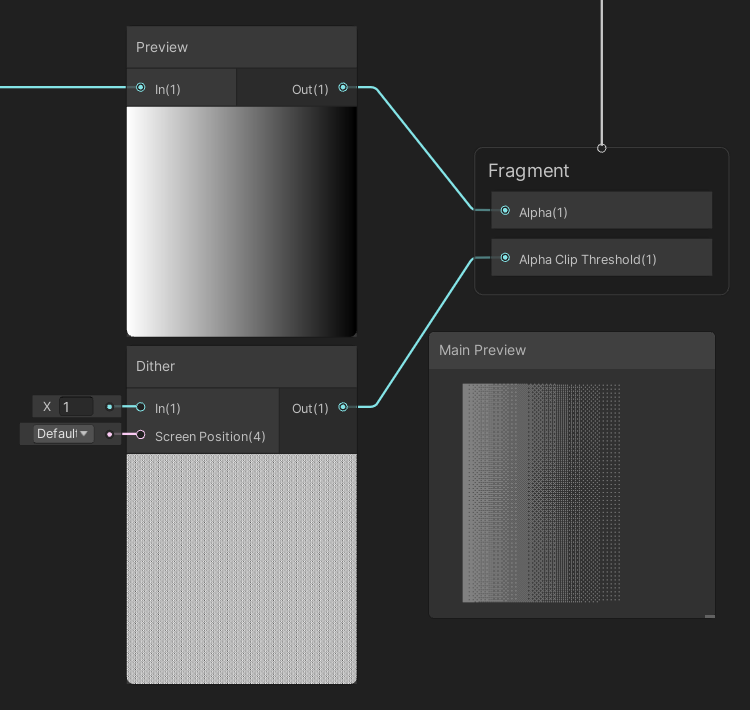 Preview
In(1)
Out(1)
Fragment
Alpha(1)
Alpha Clip Threshold(1)
Main Preview
Dither
X 1
In(1)
Out(1)
Default
Screen Position(4)